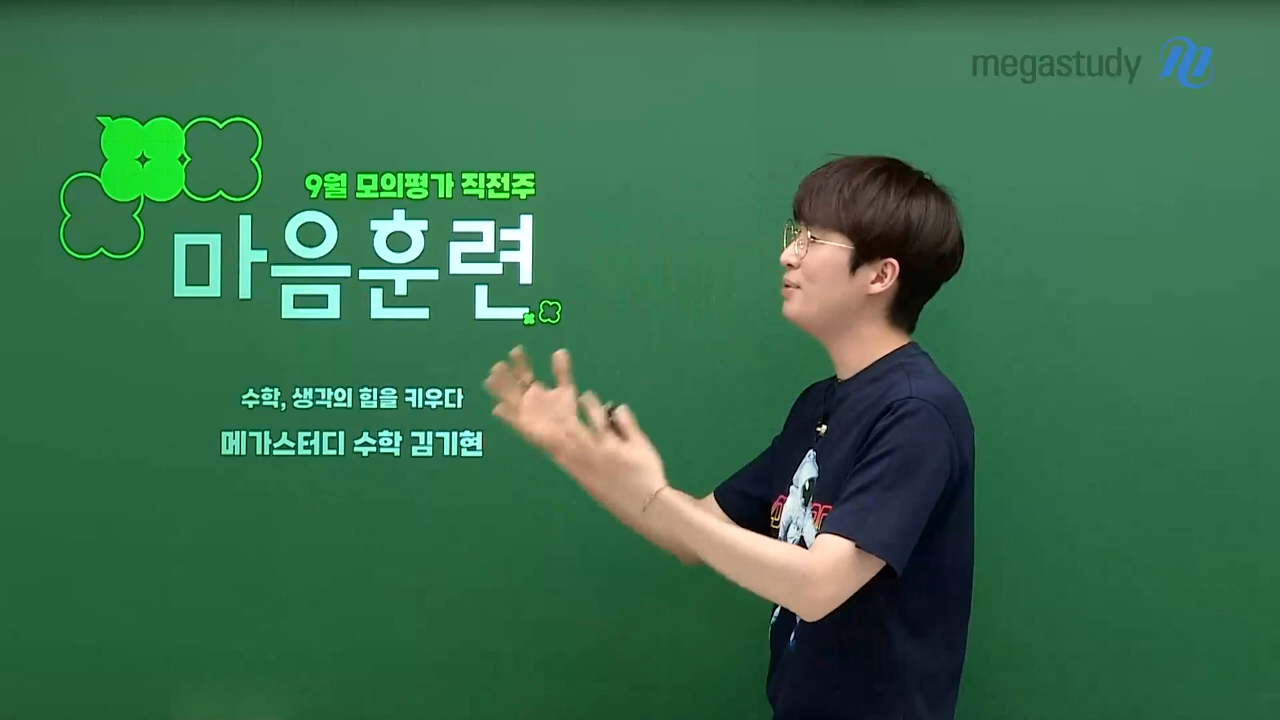 megastudy
9월 모의평가 직전주
마음훈련
수학, 생각의 힘을 키우다
메가스터디 수학 김기현